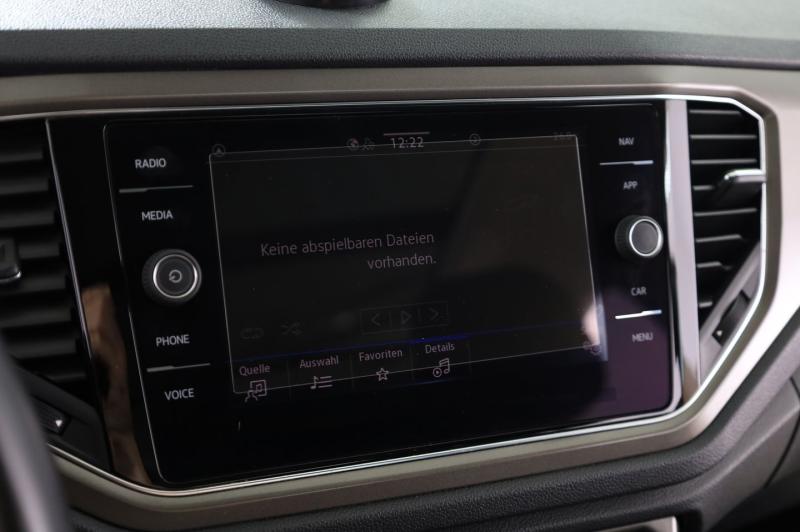 RADIO
MEDIA
PHONE
VOICE
12:22
Keine abspielbaren Dateien
vorhanden.
Quelle
Auswahl
Favoriten
Details
NAV
APP
CAR
MENU